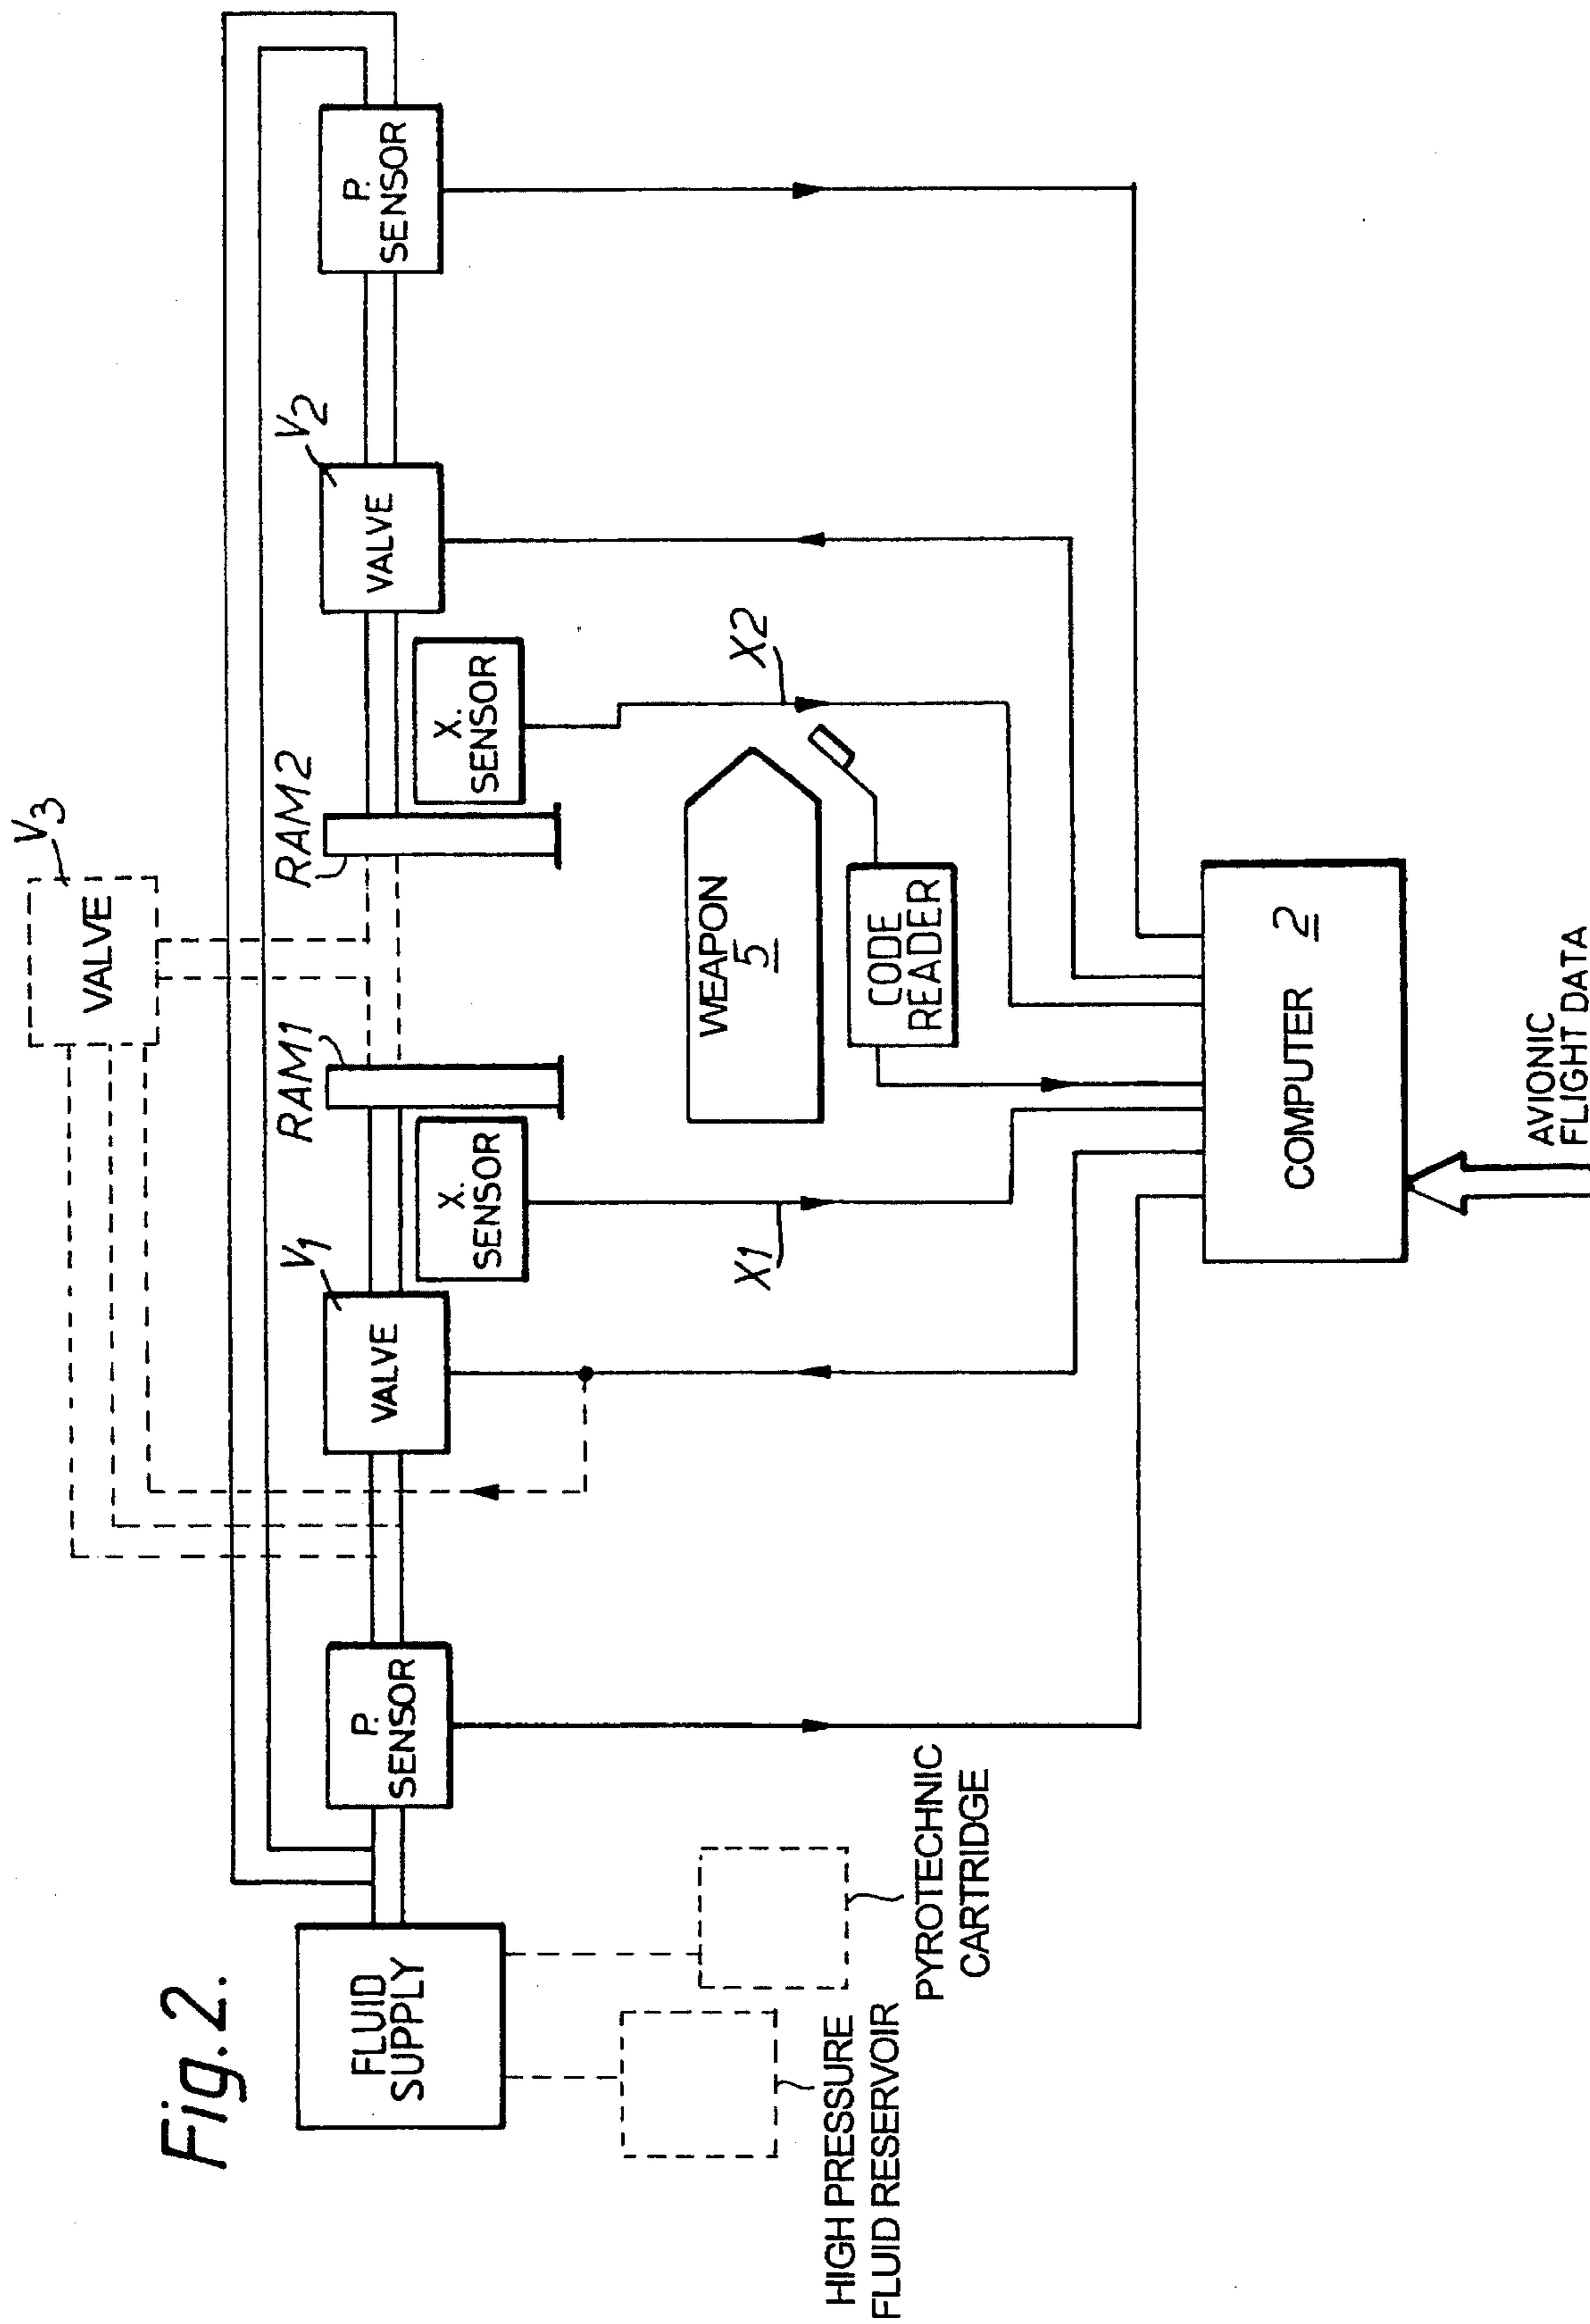 Fig.2.
FLUID
SUPPLY
HIGH PRESSURE
FLUID RESERVOIR
PYROTECHNIC
CARTRIDGE
P.
SENSOR
VALVE
V1
X.
SENSOR
X1
RAM1
VALVE
V3
RAM2
X.
SENSOR
X2
VALVE
V2
P.
SENSOR
WEAPON
5
CODE
READER
COMPUTER 2
AVIONIC
FLIGHT DATA